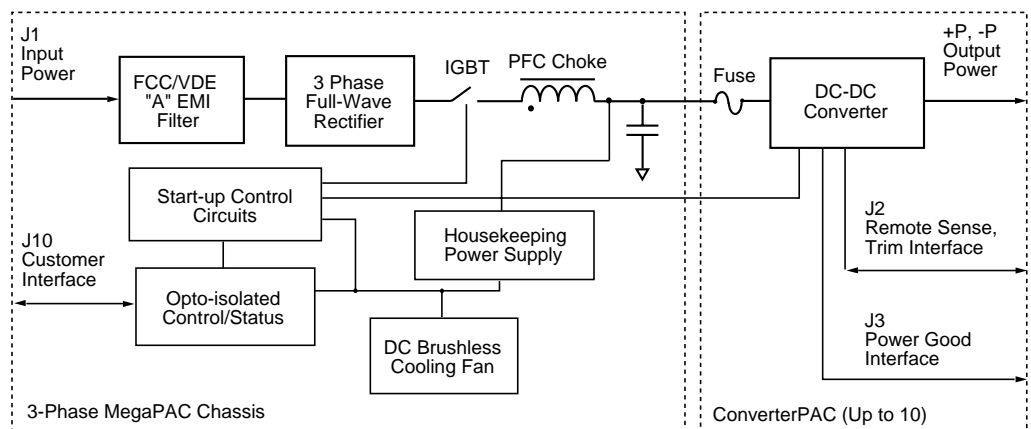 J1
Input
Power
FCC/VDE
"A" EMI
Filter
3 Phase
Full-Wave
Rectifier
IGBT
PFC Choke
Fuse
DC-DC
Converter
+P, -P
Output
Power
Start-up Control
Circuits
Housekeeping
Power Supply
J2
Remote Sense,
Trim Interface
J10
Customer
Interface
Opto-isolated
Control/Status
DC Brushless
Cooling Fan
J3
Power Good
Interface
3-Phase MegaPAC Chassis
ConverterPAC (Up to 10)